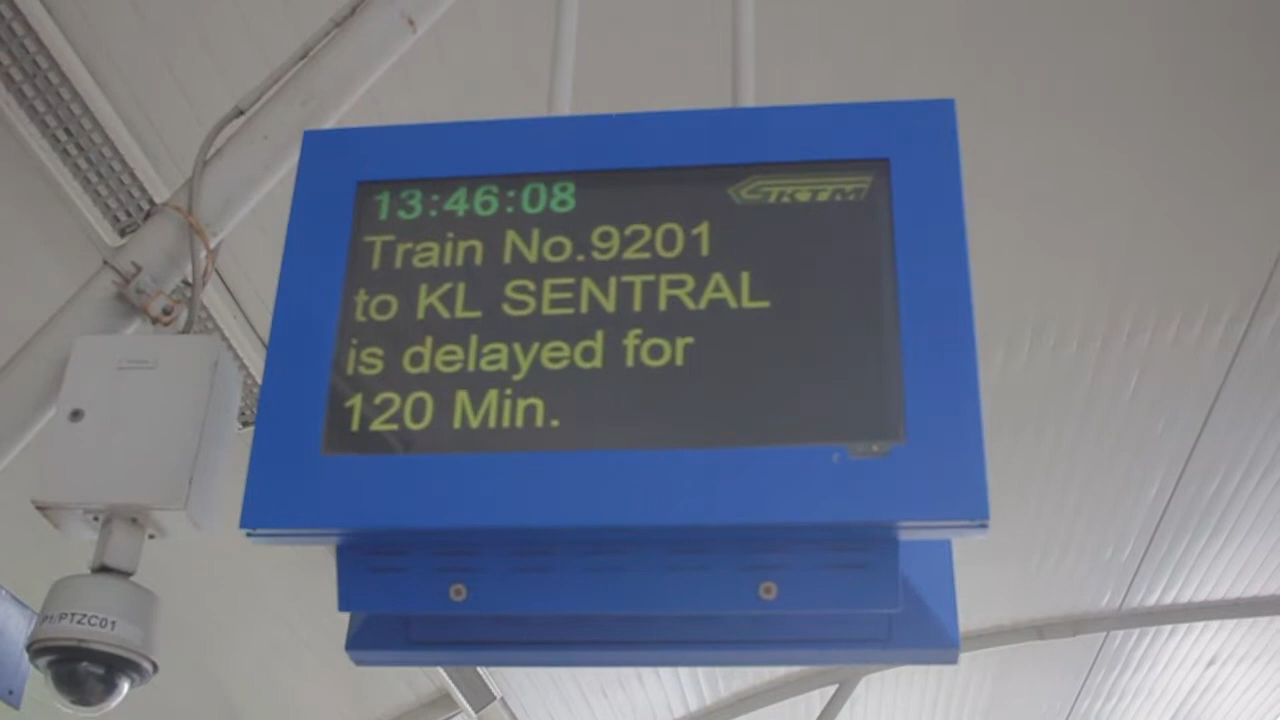 13:46:08 KTM
Train No.9201
to KL SENTRAL
is delayed for
120 Min.
P1/PTZC01